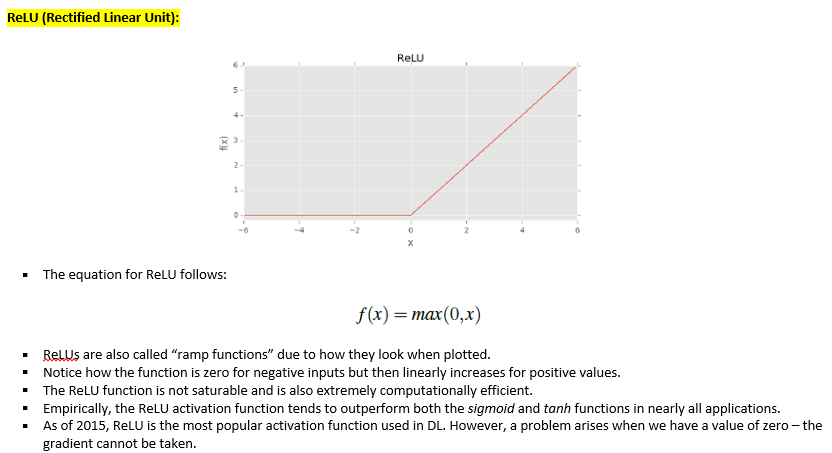 ReLU (Rectified Linear Unit):
ReLU
6
5
4
3
2
1
0
f(x)
−6
−4
−2
0
2
4
6
x
▪ The equation for ReLU follows:
f(x) = max(0,x)
▪ ReLUs are also called “ramp functions” due to how they look when plotted.
▪ Notice how the function is zero for negative inputs but then linearly increases for positive values.
▪ The ReLU function is not saturable and is also extremely computationally efficient.
▪ Empirically, the ReLU activation function tends to outperform both the sigmoid and tanh functions in nearly all applications.
▪ As of 2015, ReLU is the most popular activation function used in DL. However, a problem arises when we have a value of zero – the
gradient cannot be taken.